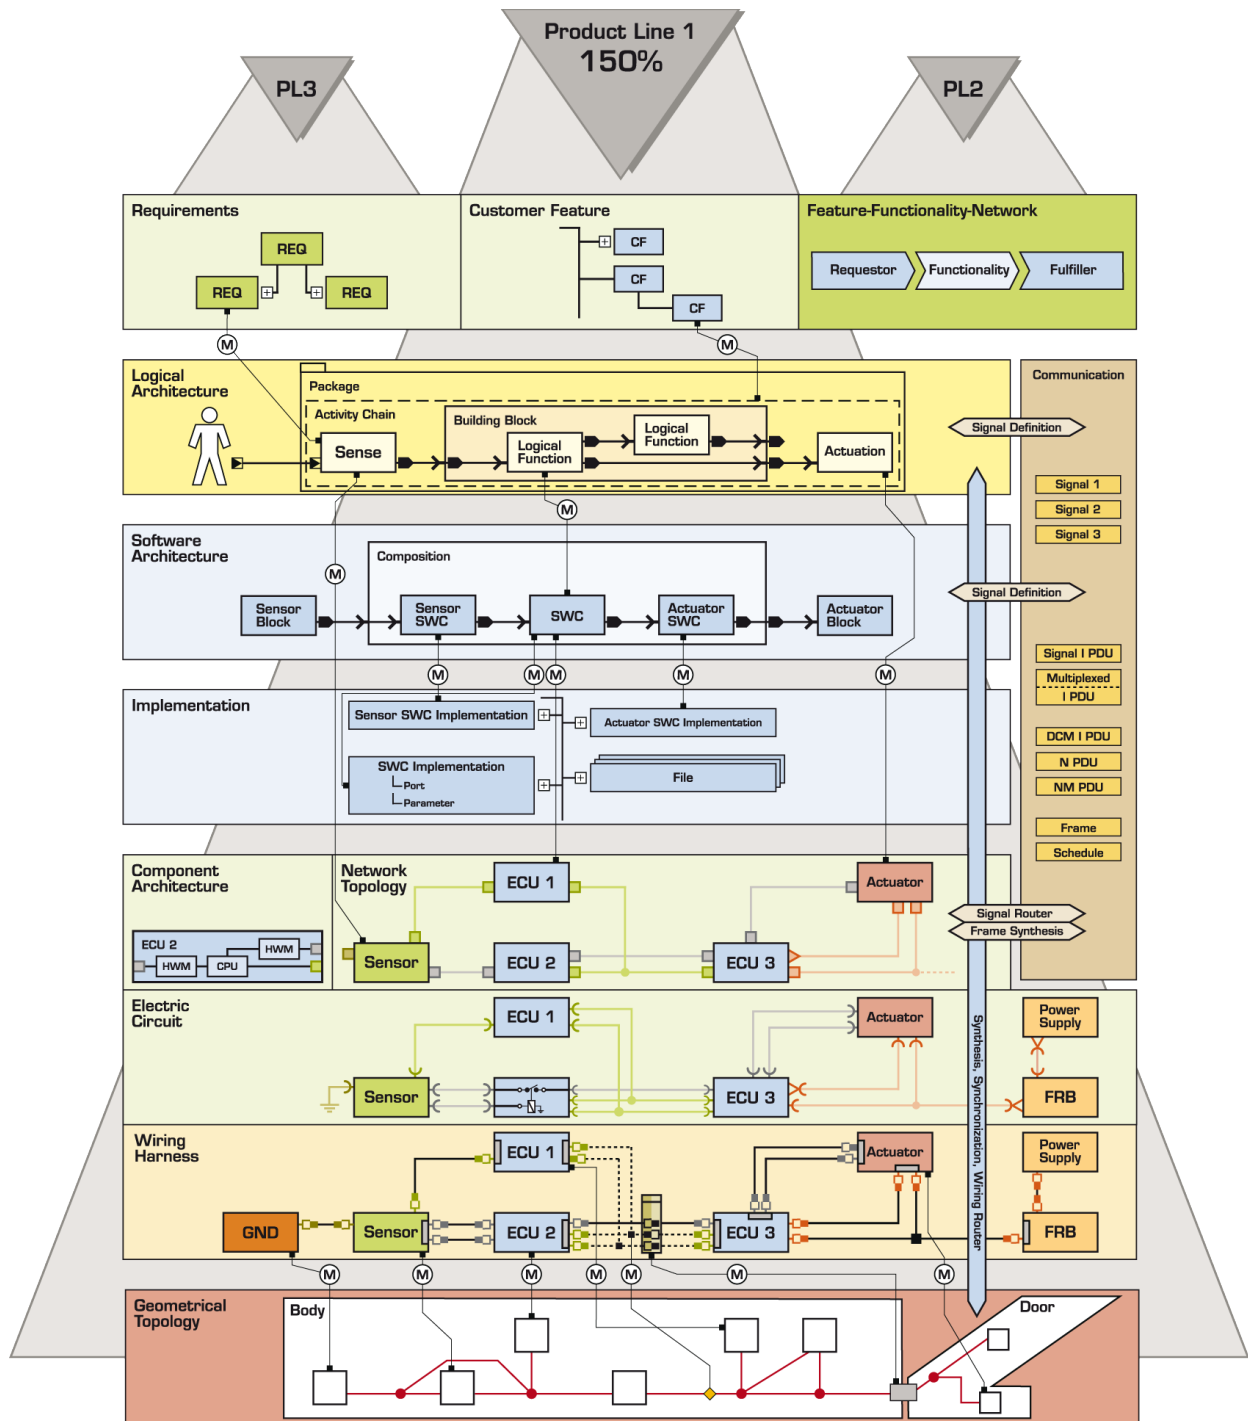 Product Line 1
150%
PL3
PL2
Requirements
REQ
REQ
REQ
Customer Feature
CF
CF
CF
Feature-Functionality-Network
Requestor
Functionality
Fulfiller
M
M
Logical
Architecture
Package
Activity Chain
Building Block
Sense
Logical
Function
Logical
Function
Actuation
Communication
Signal Definition
Signal 1
Signal 2
Signal 3
M
Software
Architecture
Composition
M
Sensor
Block
Sensor
SWC
SWC
Actuator
SWC
Actuator
Block
Signal Definition
Signal I PDU
Multiplexed
I PDU
DCM I PDU
N PDU
NM PDU
Frame
Schedule
M
M
M
M
M
Implementation
Sensor SWC Implementation
Actuator SWC Implementation
SWC Implementation
Port
Parameter
File
Component
Architecture
ECU 2
HWM
CPU
HWM
Network
Topology
ECU 1
Actuator
Sensor
ECU 2
ECU 3
Signal Router
Frame Synthesis
Electric
Circuit
ECU 1
Actuator
Power
Supply
Sensor
ECU 3
FRB
Synthesis, Synchronization, Wiring Router
Wiring
Harness
ECU 1
Actuator
Power
Supply
GND
Sensor
ECU 2
ECU 3
FRB
M
M
M
M
M
M
M
Geometrical
Topology
Body
Door